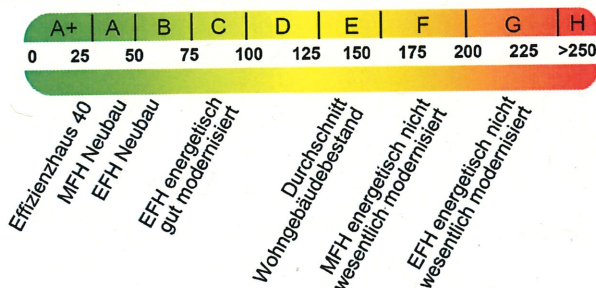 A+ A B C D E F G H
0 25 50 75 100 125 150 175 200 225 >250
Effizienzhaus 40
MFH Neubau
EFH Neubau
EFH energetisch
gut modernisiert
Durchschnitt
Wohngebäudebestand
MFH energetisch nicht
wesentlich modernisiert
EFH energetisch nicht
wesentlich modernisiert